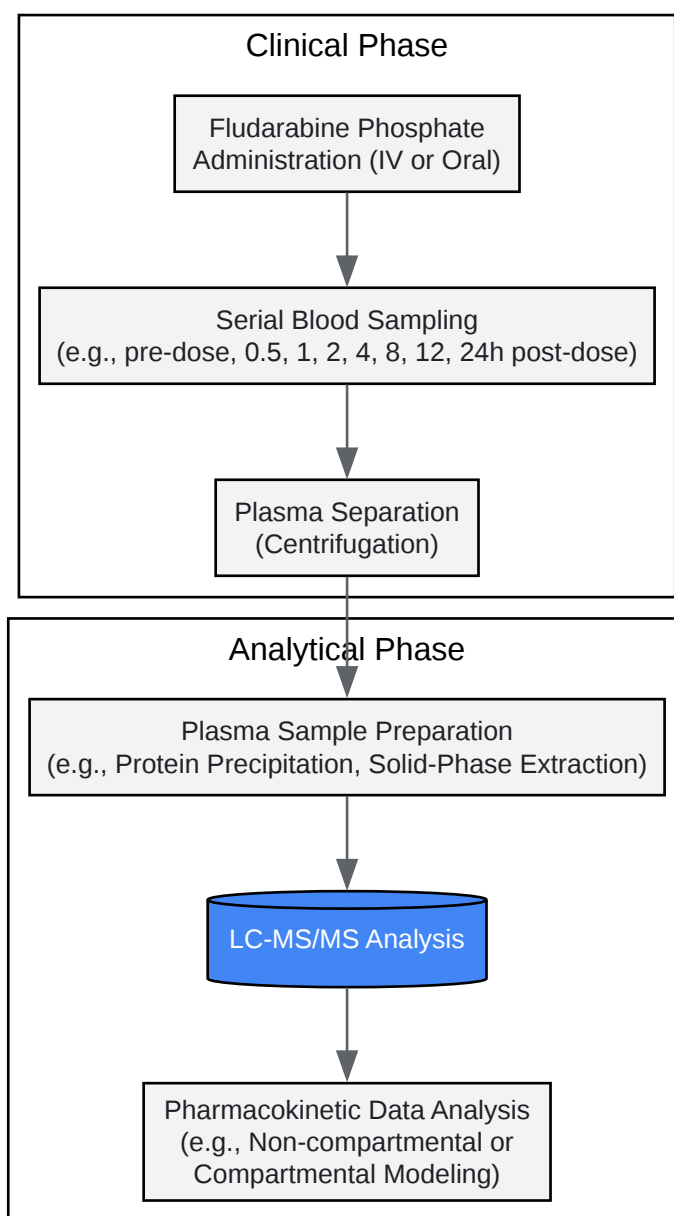 Clinical Phase
Fludarabine Phosphate
Administration (IV or Oral)
Serial Blood Sampling
(e.g., pre-dose, 0.5, 1, 2, 4, 8, 12, 24h post-dose)
Plasma Separation
(Centrifugation)
Analytical Phase
Plasma Sample Preparation
(e.g., Protein Precipitation, Solid-Phase Extraction)
LC-MS/MS Analysis
Pharmacokinetic Data Analysis
(e.g., Non-compartmental or
Compartmental Modeling)